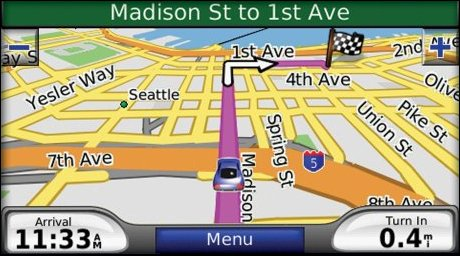 Madison St to 1st Ave
ay S
1st Ave
2nd Ave
4th Ave
Olive
Yesler Way
Seattle
Pike St
Union St
Spring St
7th Ave
5
Madison
8th Ave
Arrival
11:33 AM
Menu
Turn In
0.4 mi